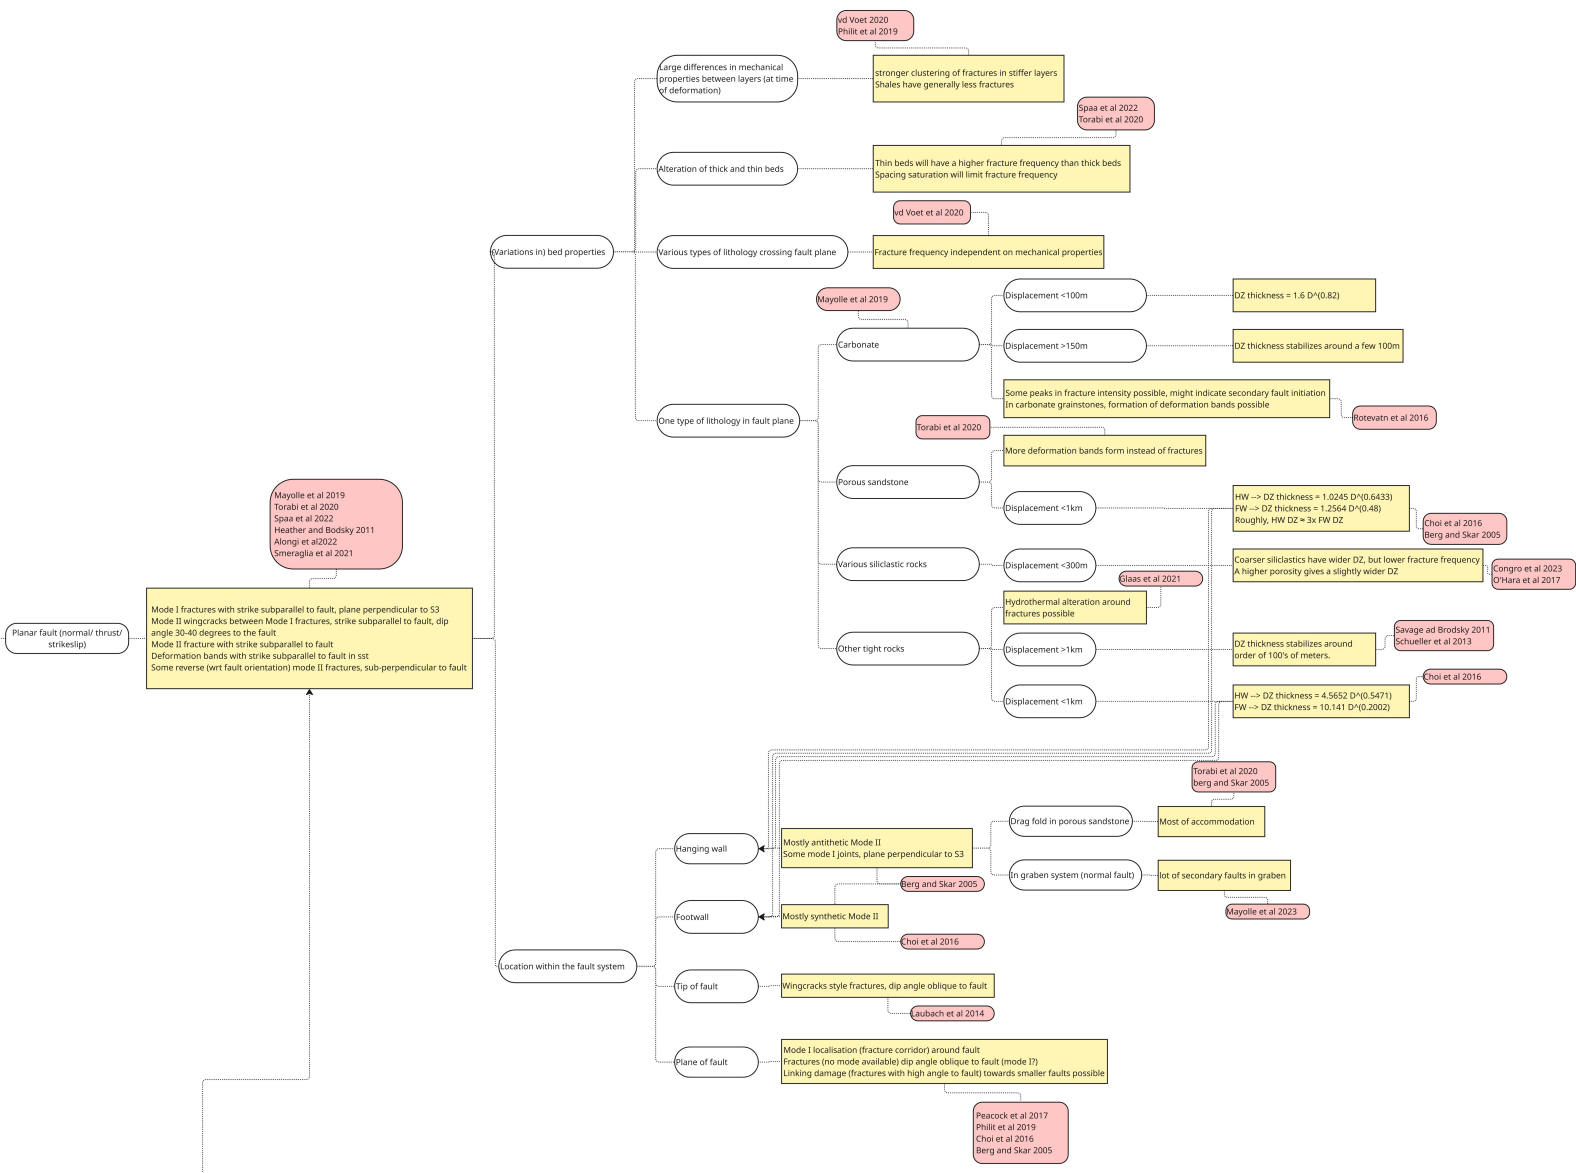 vd Voet 2020
Philit et al 2019
Large differences in mechanical
properties between layers (at time
of deformation)
stronger clustering of fractures in stiffer layers
Shales have generally less fractures
Spaa et al 2022
Torabi et al 2020
Alteration of thick and thin beds
Thin beds will have a higher fracture frequency than thick beds
Spacing saturation will limit fracture frequency
vd Voet et al 2020
(Variations in) bed properties
Various types of lithology crossing fault plane
Fracture frequency independent on mechanical properties
Mayolle et al 2019
Displacement <100m
DZ thickness = 1.6 D^(0.82)
Carbonate
Displacement >150m
DZ thickness stabilizes around a few 100m
Some peaks in fracture intensity possible, might indicate secondary fault initiation
In carbonate grainstones, formation of deformation bands possible
Rotevatn et al 2016
One type of lithology in fault plane
Torabi et al 2020
More deformation bands form instead of fractures
Porous sandstone
Displacement <1km
HW --> DZ thickness = 1.0245 D^(0.6433)
FW --> DZ thickness = 1.2564 D^(0.48)
Roughly, HW DZ ≈ 3x FW DZ
Choi et al 2016
Berg and Skar 2005
Mayolle et al 2019
Torabi et al 2020
Spaa et al 2022
Heather and Bodsky 2011
Alongi et al2022
Smeraglia et al 2021
Various siliclastic rocks
Displacement <300m
Coarser siliclastics have wider DZ, but lower fracture frequency
A higher porosity gives a slightly wider DZ
Congro et al 2023
O'Hara et al 2017
Glaas et al 2021
Hydrothermal alteration around
fractures possible
Planar fault (normal/ thrust/
strikeslip)
Mode I fractures with strike subparallel to fault, plane perpendicular to S3
Mode II wingcracks between Mode I fractures, strike subparallel to fault, dip
angle 30-40 degrees to the fault
Mode II fracture with strike subparallel to fault
Deformation bands with strike subparallel to fault in sst
Some reverse (wrt fault orientation) mode II fractures, sub-perpendicular to fault
Other tight rocks
Displacement >1km
DZ thickness stabilizes around
order of 100's of meters.
Savage ad Brodsky 2011
Schueller et al 2013
Choi et al 2016
Displacement <1km
HW --> DZ thickness = 4.5652 D^(0.5471)
FW --> DZ thickness = 10.141 D^(0.2002)
Torabi et al 2020
berg and Skar 2005
Drag fold in porous sandstone
Most of accommodation
Hanging wall
Mostly antithetic Mode II
Some mode I joints, plane perpendicular to S3
In graben system (normal fault)
lot of secondary faults in graben
Berg and Skar 2005
Mayolle et al 2023
Footwall
Mostly synthetic Mode II
Choi et al 2016
Location within the fault system
Tip of fault
Wingcracks style fractures, dip angle oblique to fault
Laubach et al 2014
Plane of fault
Mode I localisation (fracture corridor) around fault
Fractures (no mode available) dip angle oblique to fault (mode I?)
Linking damage (fractures with high angle to fault) towards smaller faults possible
Peacock et al 2017
Philit et al 2019
Choi et al 2016
Berg and Skar 2005